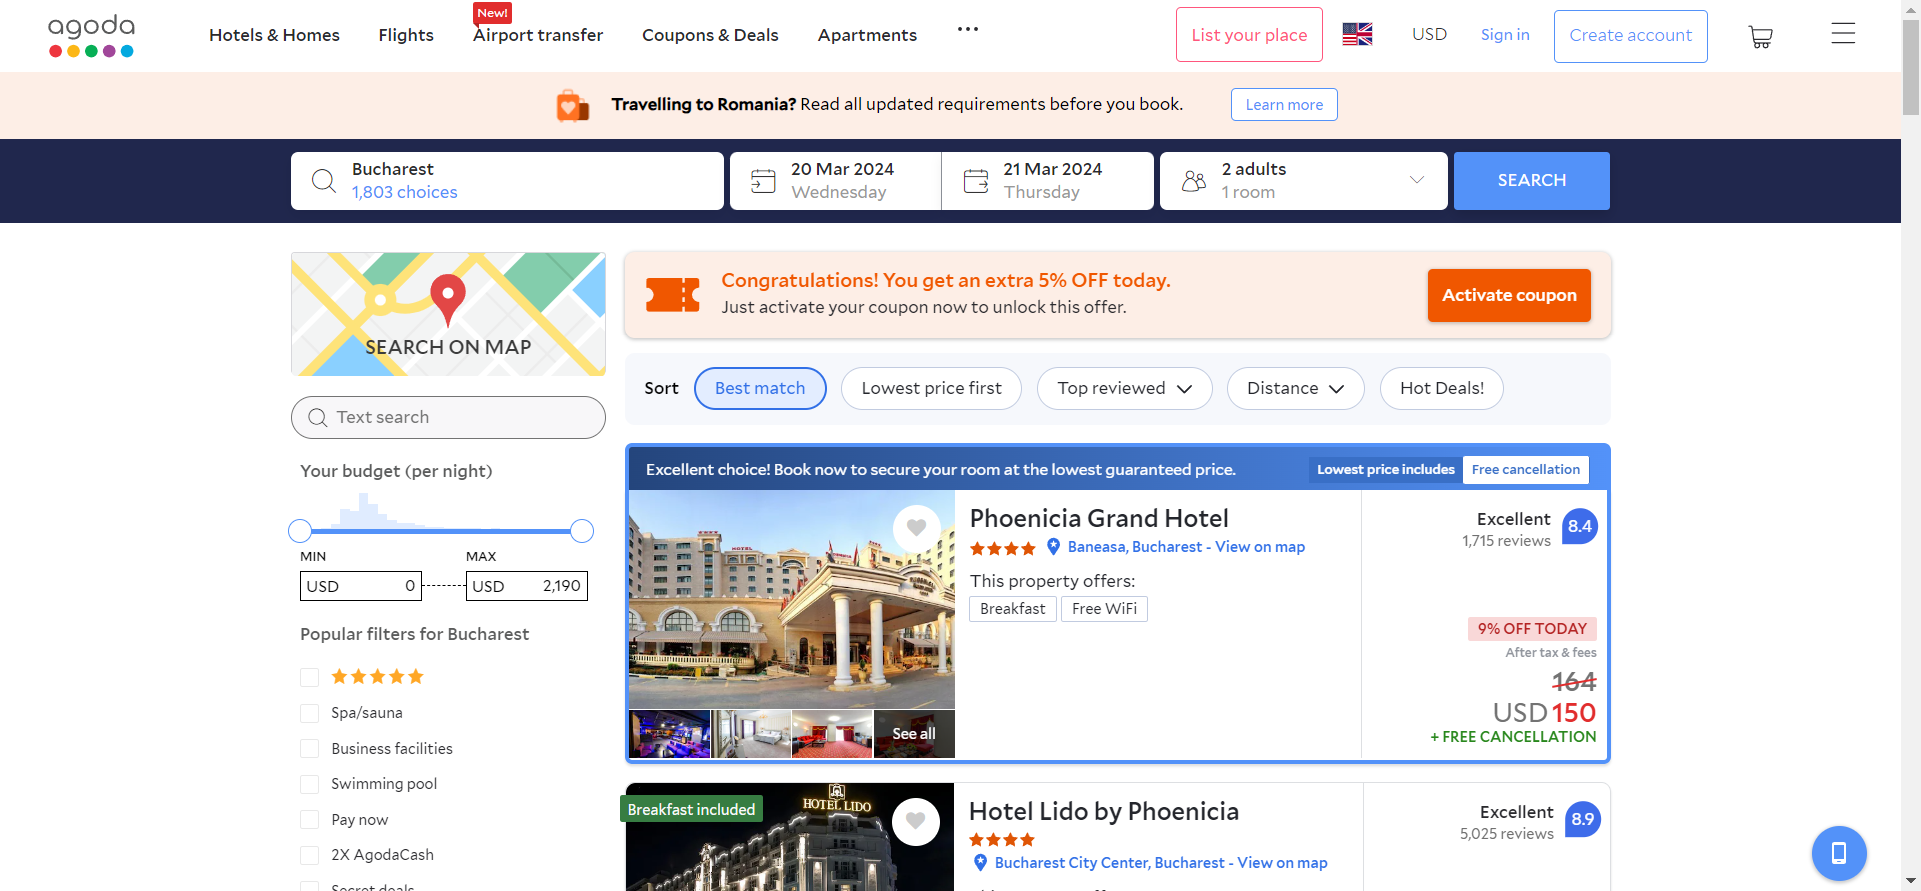 agoda
Hotels & Homes
Flights
New!
Airport transfer
Coupons & Deals
Apartments
List your place
USD
Sign in
Create account
Travelling to Romania? Read all updated requirements before you book.
Learn more
Bucharest
1,803 choices
20 Mar 2024
Wednesday
21 Mar 2024
Thursday
2 adults
1 room
SEARCH
SEARCH ON MAP
Text search
Your budget (per night)
MIN
MAX
USD 0
USD 2,190
Popular filters for Bucharest
Spa/sauna
Business facilities
Swimming pool
Pay now
2X AgodaCash
Secret deals
Congratulations! You get an extra 5% OFF today.
Just activate your coupon now to unlock this offer.
Activate coupon
Sort
Best match
Lowest price first
Top reviewed
Distance
Hot Deals!
Excellent choice! Book now to secure your room at the lowest guaranteed price.
Lowest price includes
Free cancellation
See all
Phoenicia Grand Hotel
Baneasa, Bucharest - View on map
This property offers:
Breakfast
Free WiFi
Excellent
1,715 reviews
8.4
9% OFF TODAY
After tax & fees
164
USD 150
+ FREE CANCELLATION
Breakfast included
HOTEL LIDO
Hotel Lido by Phoenicia
Bucharest City Center, Bucharest - View on map
Excellent
5,025 reviews
8.9